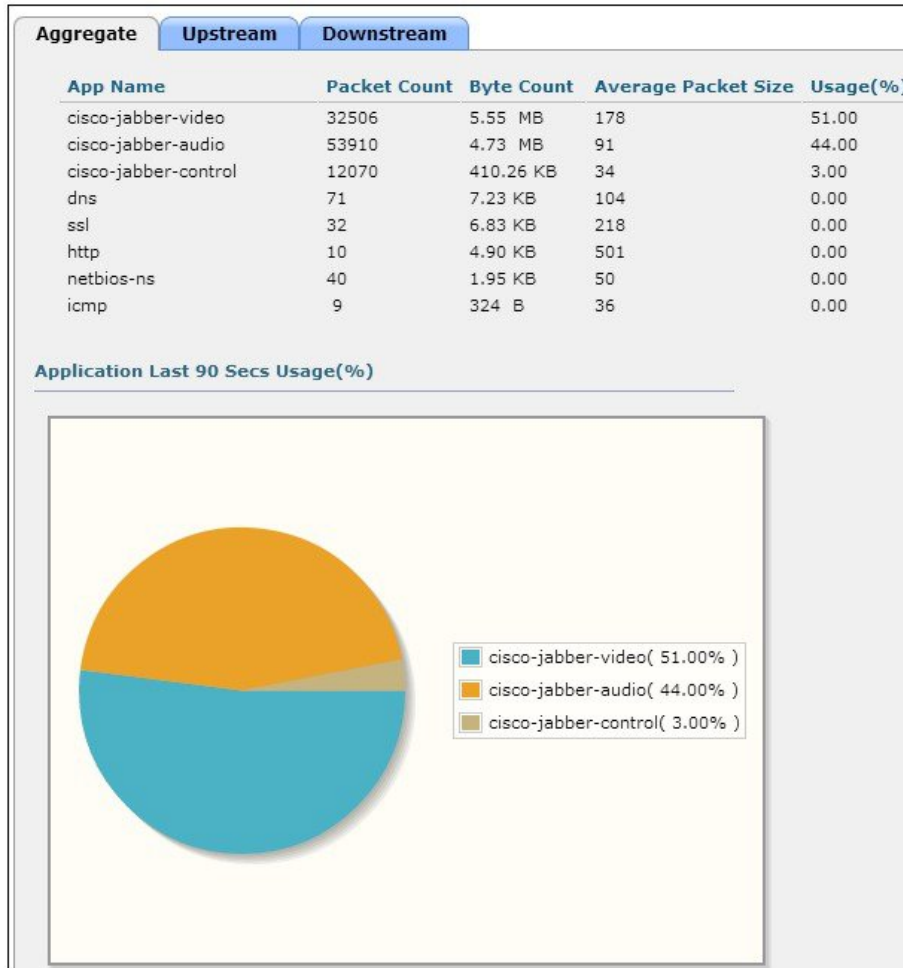 Aggregate Upstream Downstream
App Name Packet Count Byte Count Average Packet Size Usage(%)
cisco-jabber-video 32506 5.55 MB 178 51.00
cisco-jabber-audio 53910 4.73 MB 91 44.00
cisco-jabber-control 12070 410.26 KB 34 3.00
dns 71 7.23 KB 104 0.00
ssl 32 6.83 KB 218 0.00
http 10 4.90 KB 501 0.00
netbios-ns 40 1.95 KB 50 0.00
icmp 9 324 B 36 0.00
Application Last 90 Secs Usage(%)
cisco-jabber-video( 51.00% )
cisco-jabber-audio( 44.00% )
cisco-jabber-control( 3.00% )